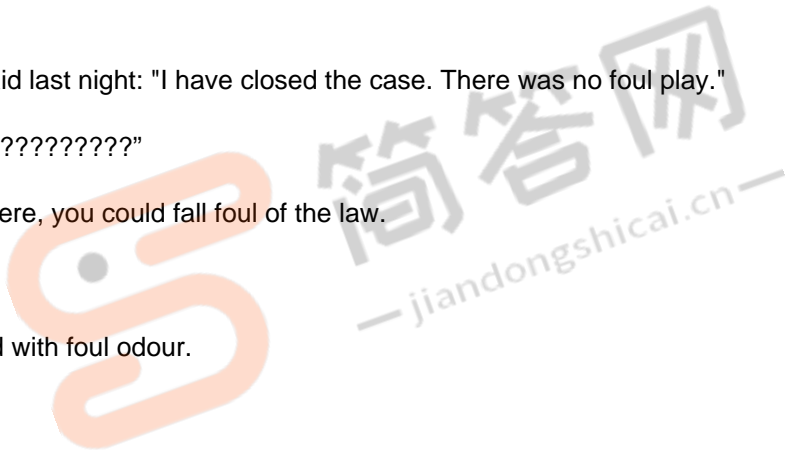 id last night: "I have closed the case. There was no foul play."
?????????”
ere, you could fall foul of the law.
d with foul odour.
简答网
— jiandongshicai.cn —